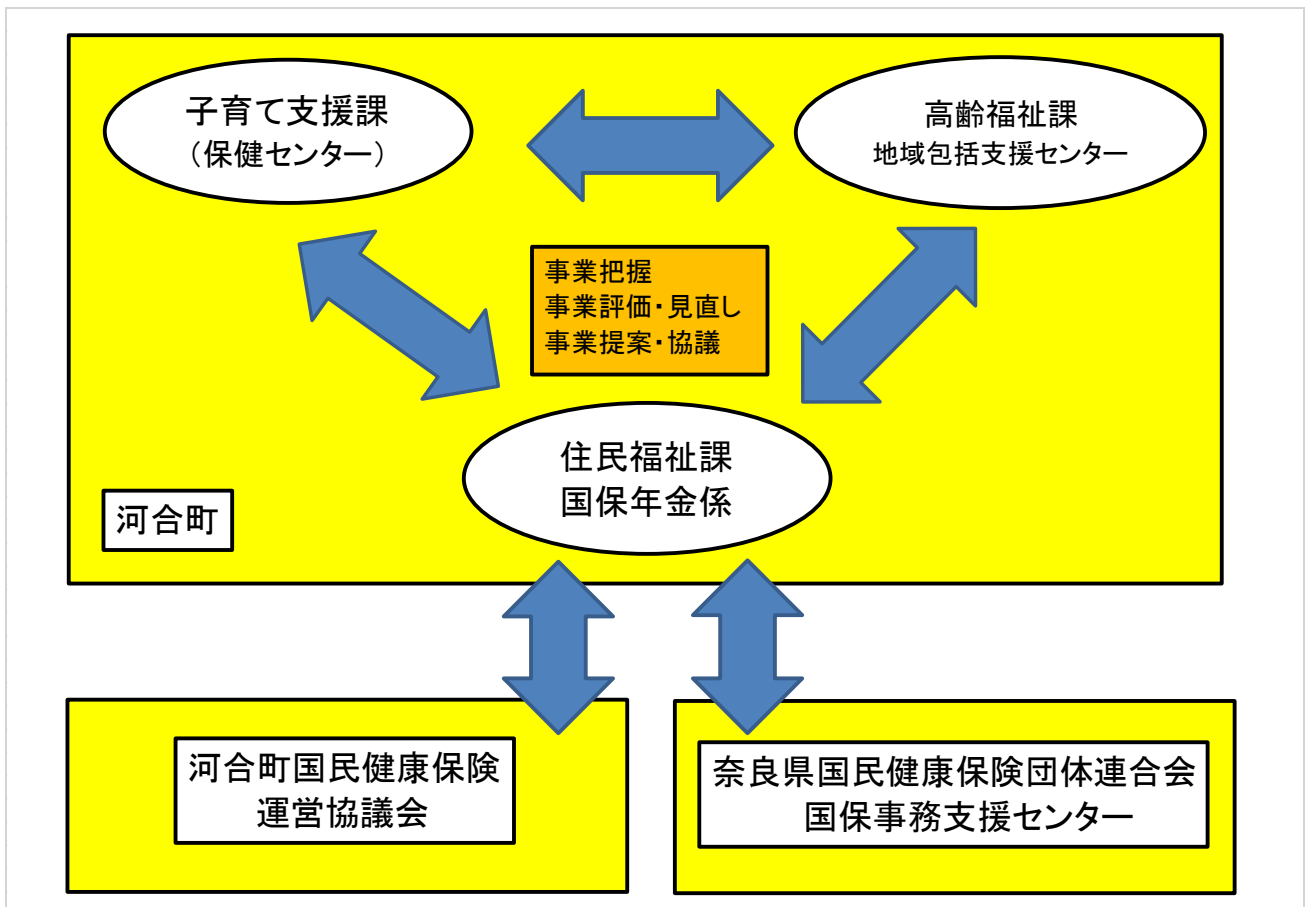 子育て支援課
（保健センター）
高齢福祉課
地域包括支援センター
事業把握
事業評価・見直し
事業提案・協議
住民福祉課
国保年金係
河合町
河合町国民健康保険
運営協議会
奈良県国民健康保険団体連合会
国保事務支援センター